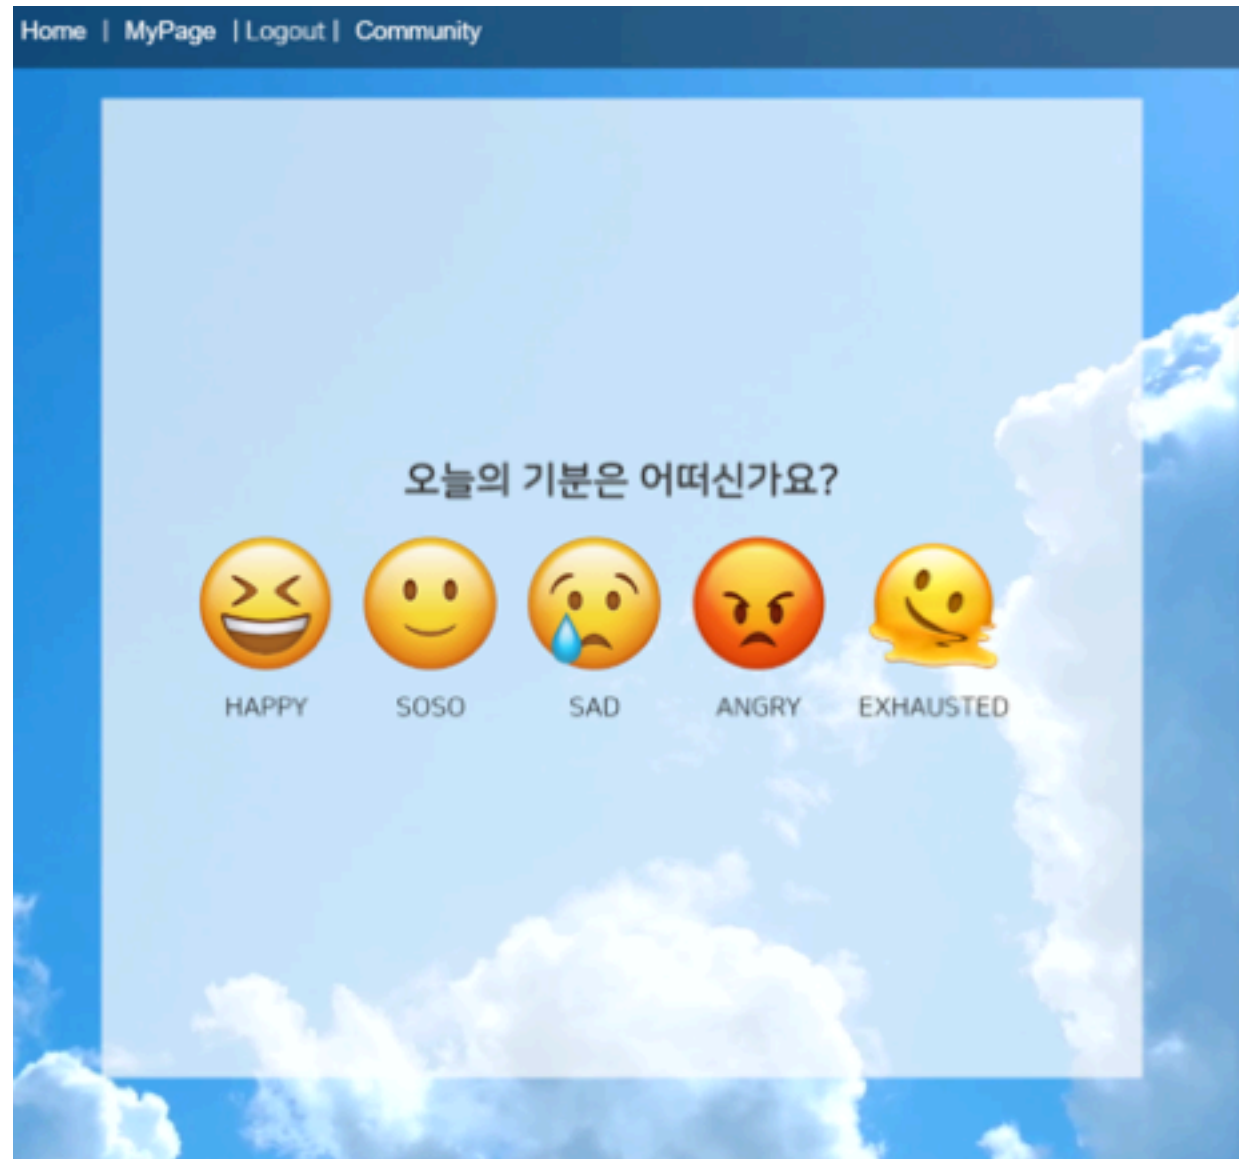 Home | MyPage | Logout | Community
오늘의 기분은 어떠신가요?
HAPPY SOSO SAD ANGRY EXHAUSTED